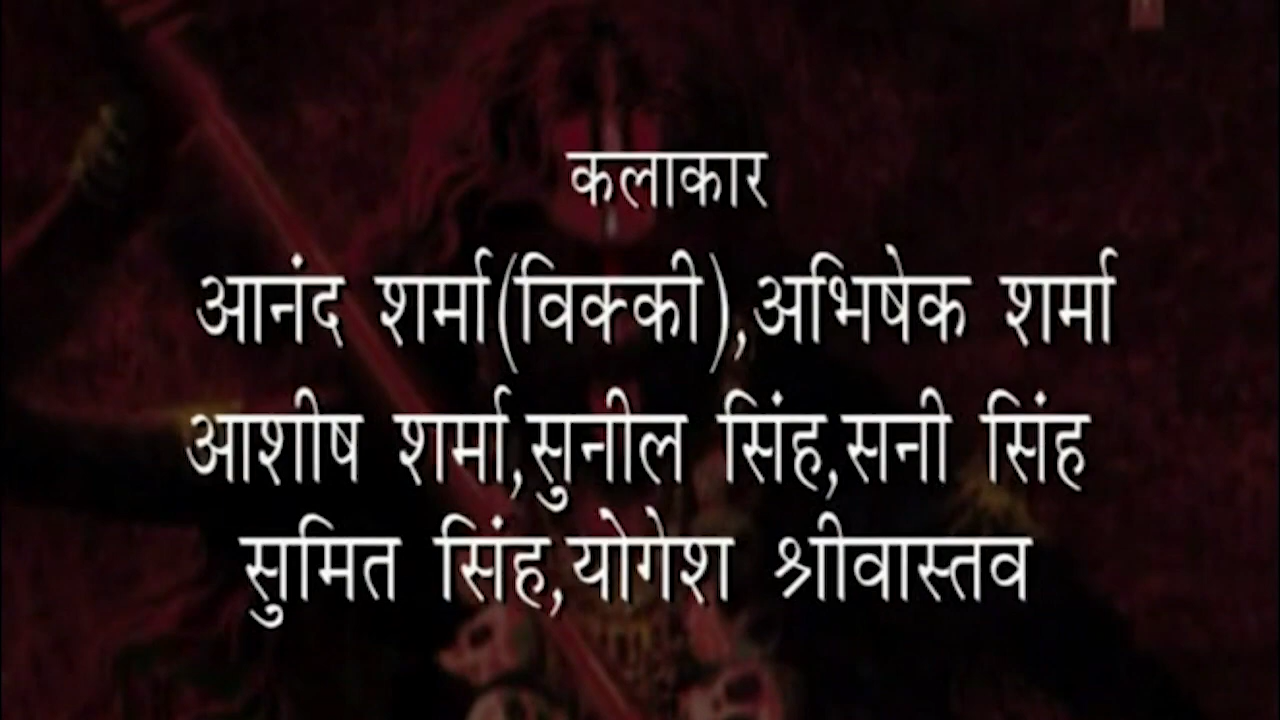 कलाकार
आनंद शर्मा(विक्की),अभिषेक शर्मा
आशीष शर्मा,सुनील सिंह,सनी सिंह
सुमित सिंह,योगेश श्रीवास्तव